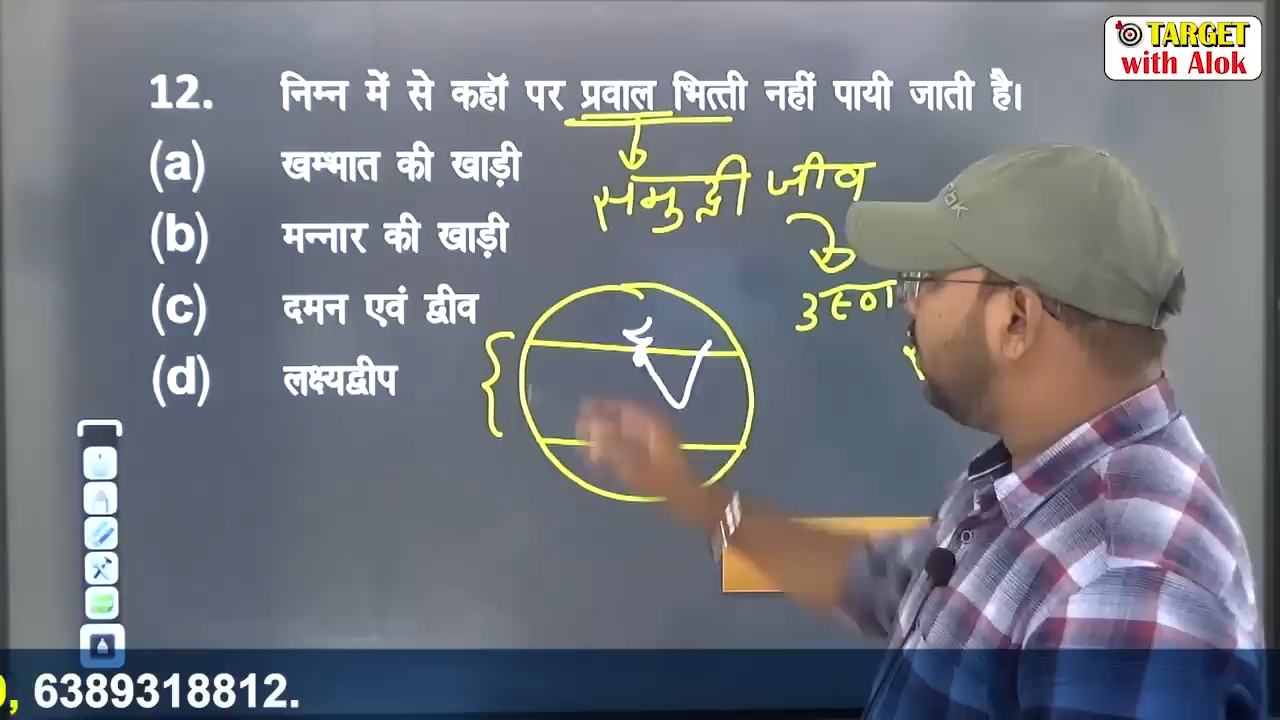 TARGET
with Alok
12. निम्न में से कहॉ पर प्रवाल भित्ती नहीं पायी जाती है।
समुद्री जीव
(a) खम्भात की खाड़ी
(b) मन्नार की खाड़ी
उष्ण
(c) दमन एवं द्वीव
(d) लक्ष्यद्वीप
6389318812.